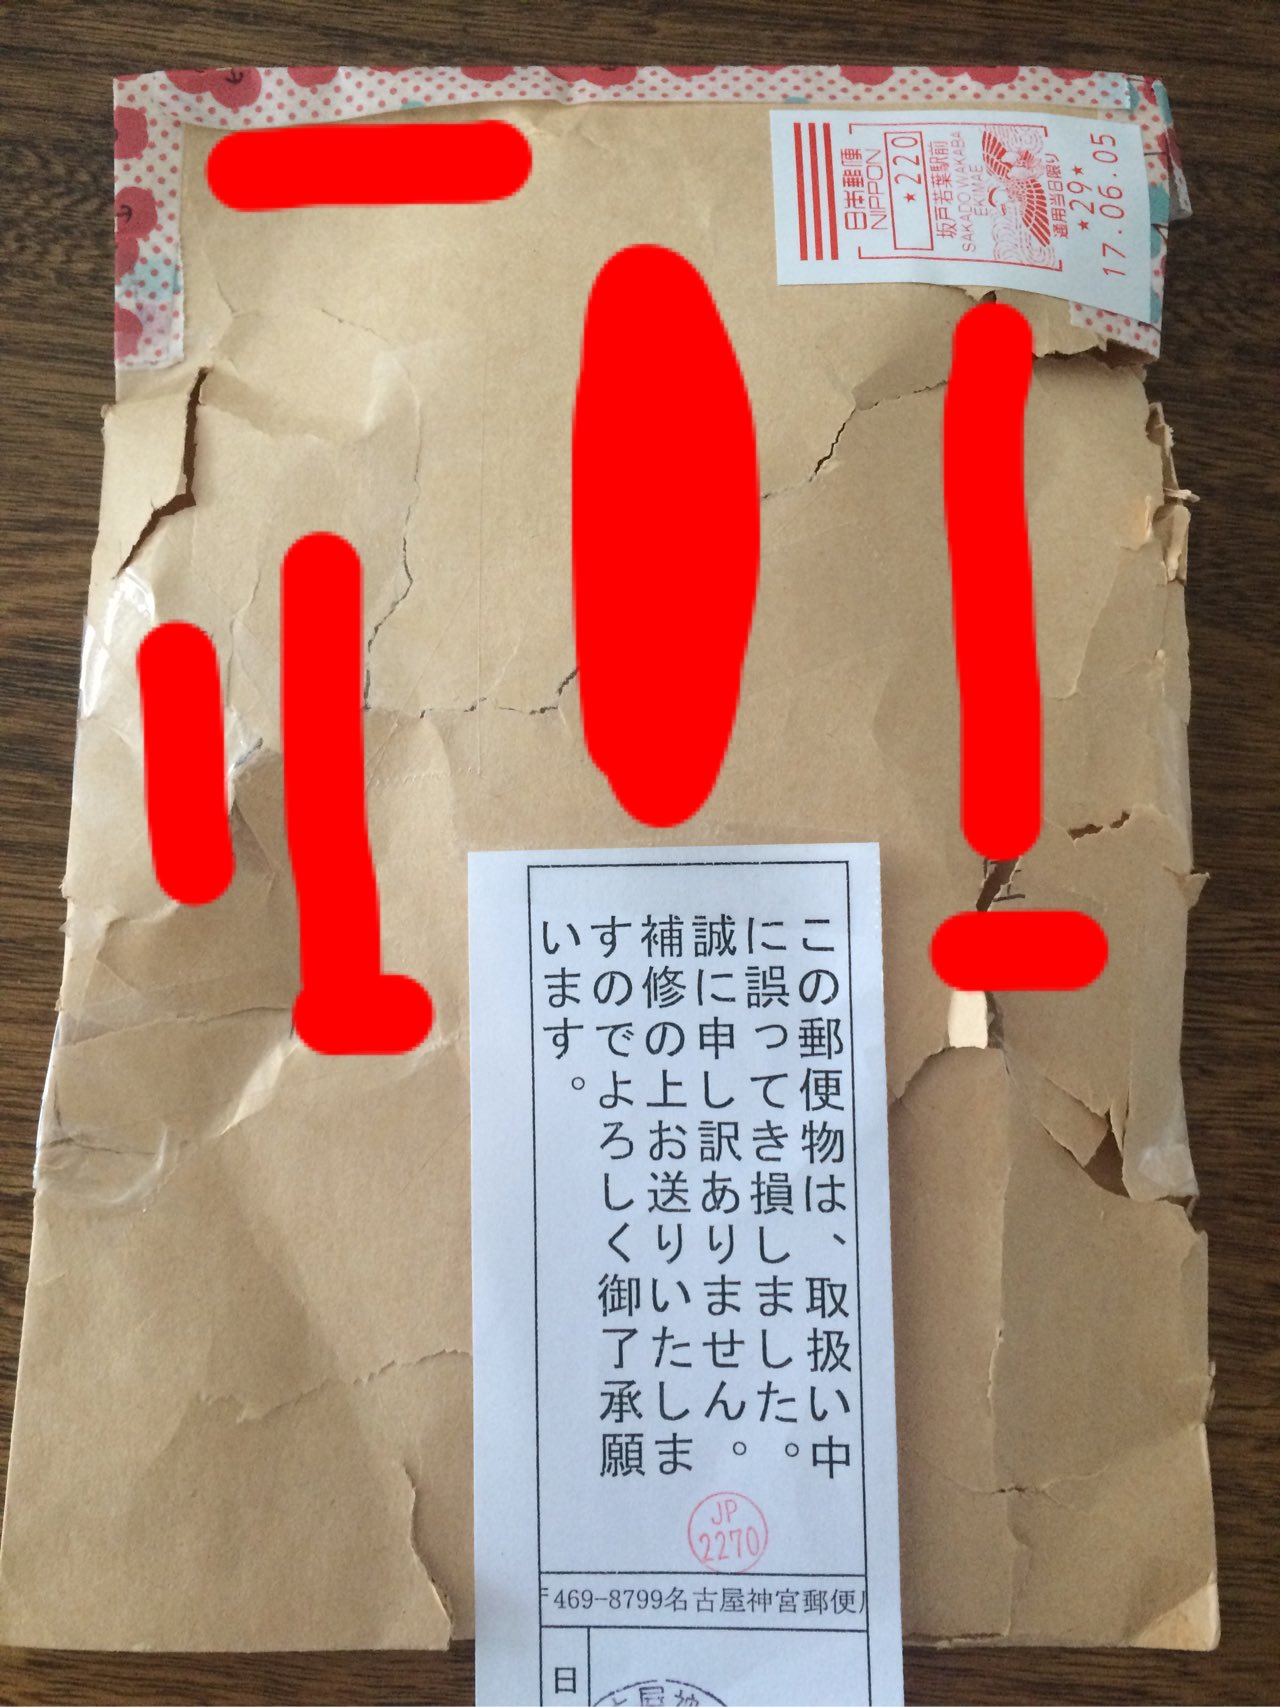 日本郵便
NIPPON
★220
坂戸若葉駅前
SAKADO WAKABA
EKIMAE
適用当日限り
★29★
17.06.05
この郵便物は、取扱い中
に誤ってき損しました。
誠に申し訳ありません。
補修の上お送りいたしま
すのでよろしく御了承願
います。
JP
2270
〒469-8799名古屋神宮郵便
日
屋神